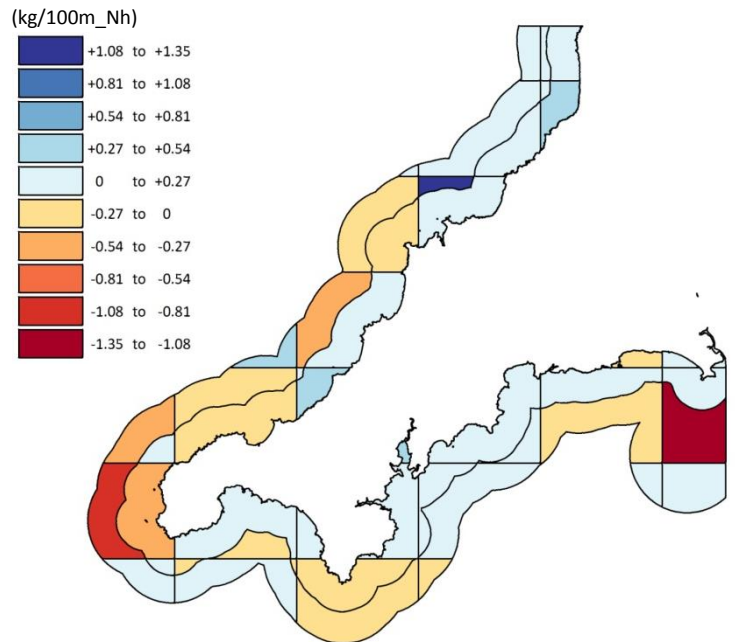 (kg/100m_Nh)
+1.08 to +1.35
+0.81 to +1.08
+0.54 to +0.81
+0.27 to +0.54
0 to +0.27
-0.27 to 0
-0.54 to -0.27
-0.81 to -0.54
-1.08 to -0.81
-1.35 to -1.08